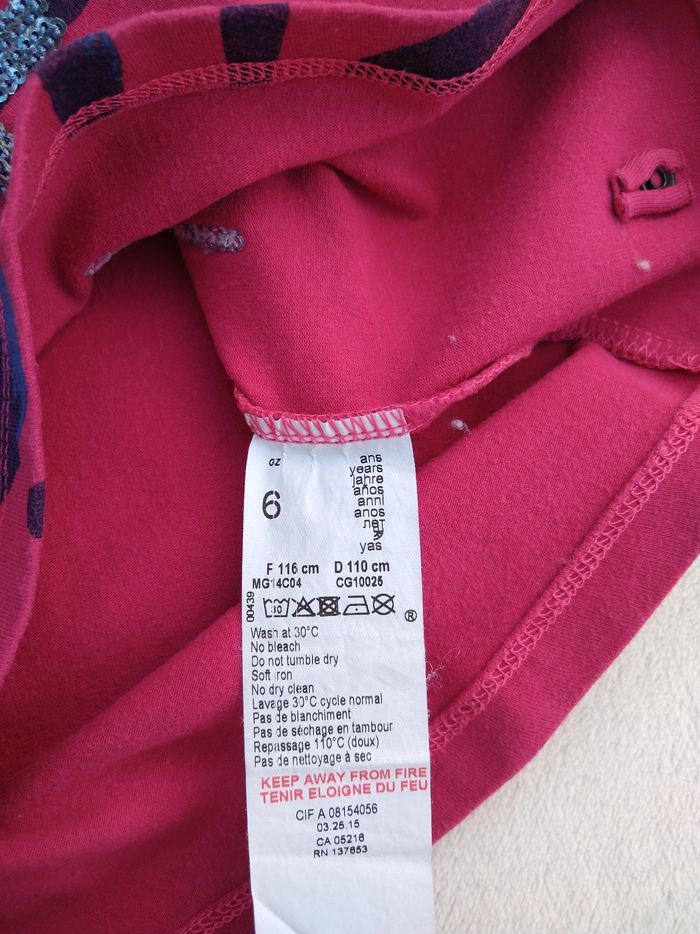 GZ
6
ans
years
jahre
años
anni
anos
лет
yas
F 116 cm D 110 cm
MG14C04 CG10025
00439
30
®
Wash at 30°C
No bleach
Do not tumble dry
Soft iron
No dry clean
Lavage 30°C cycle normal
Pas de blanchiment
Pas de séchage en tambour
Repassage 110°C (doux)
Pas de nettoyage à sec
KEEP AWAY FROM FIRE
TENIR ELOIGNE DU FEU
CIF A 08154056
03.25.15
CA 05216
RN 137653